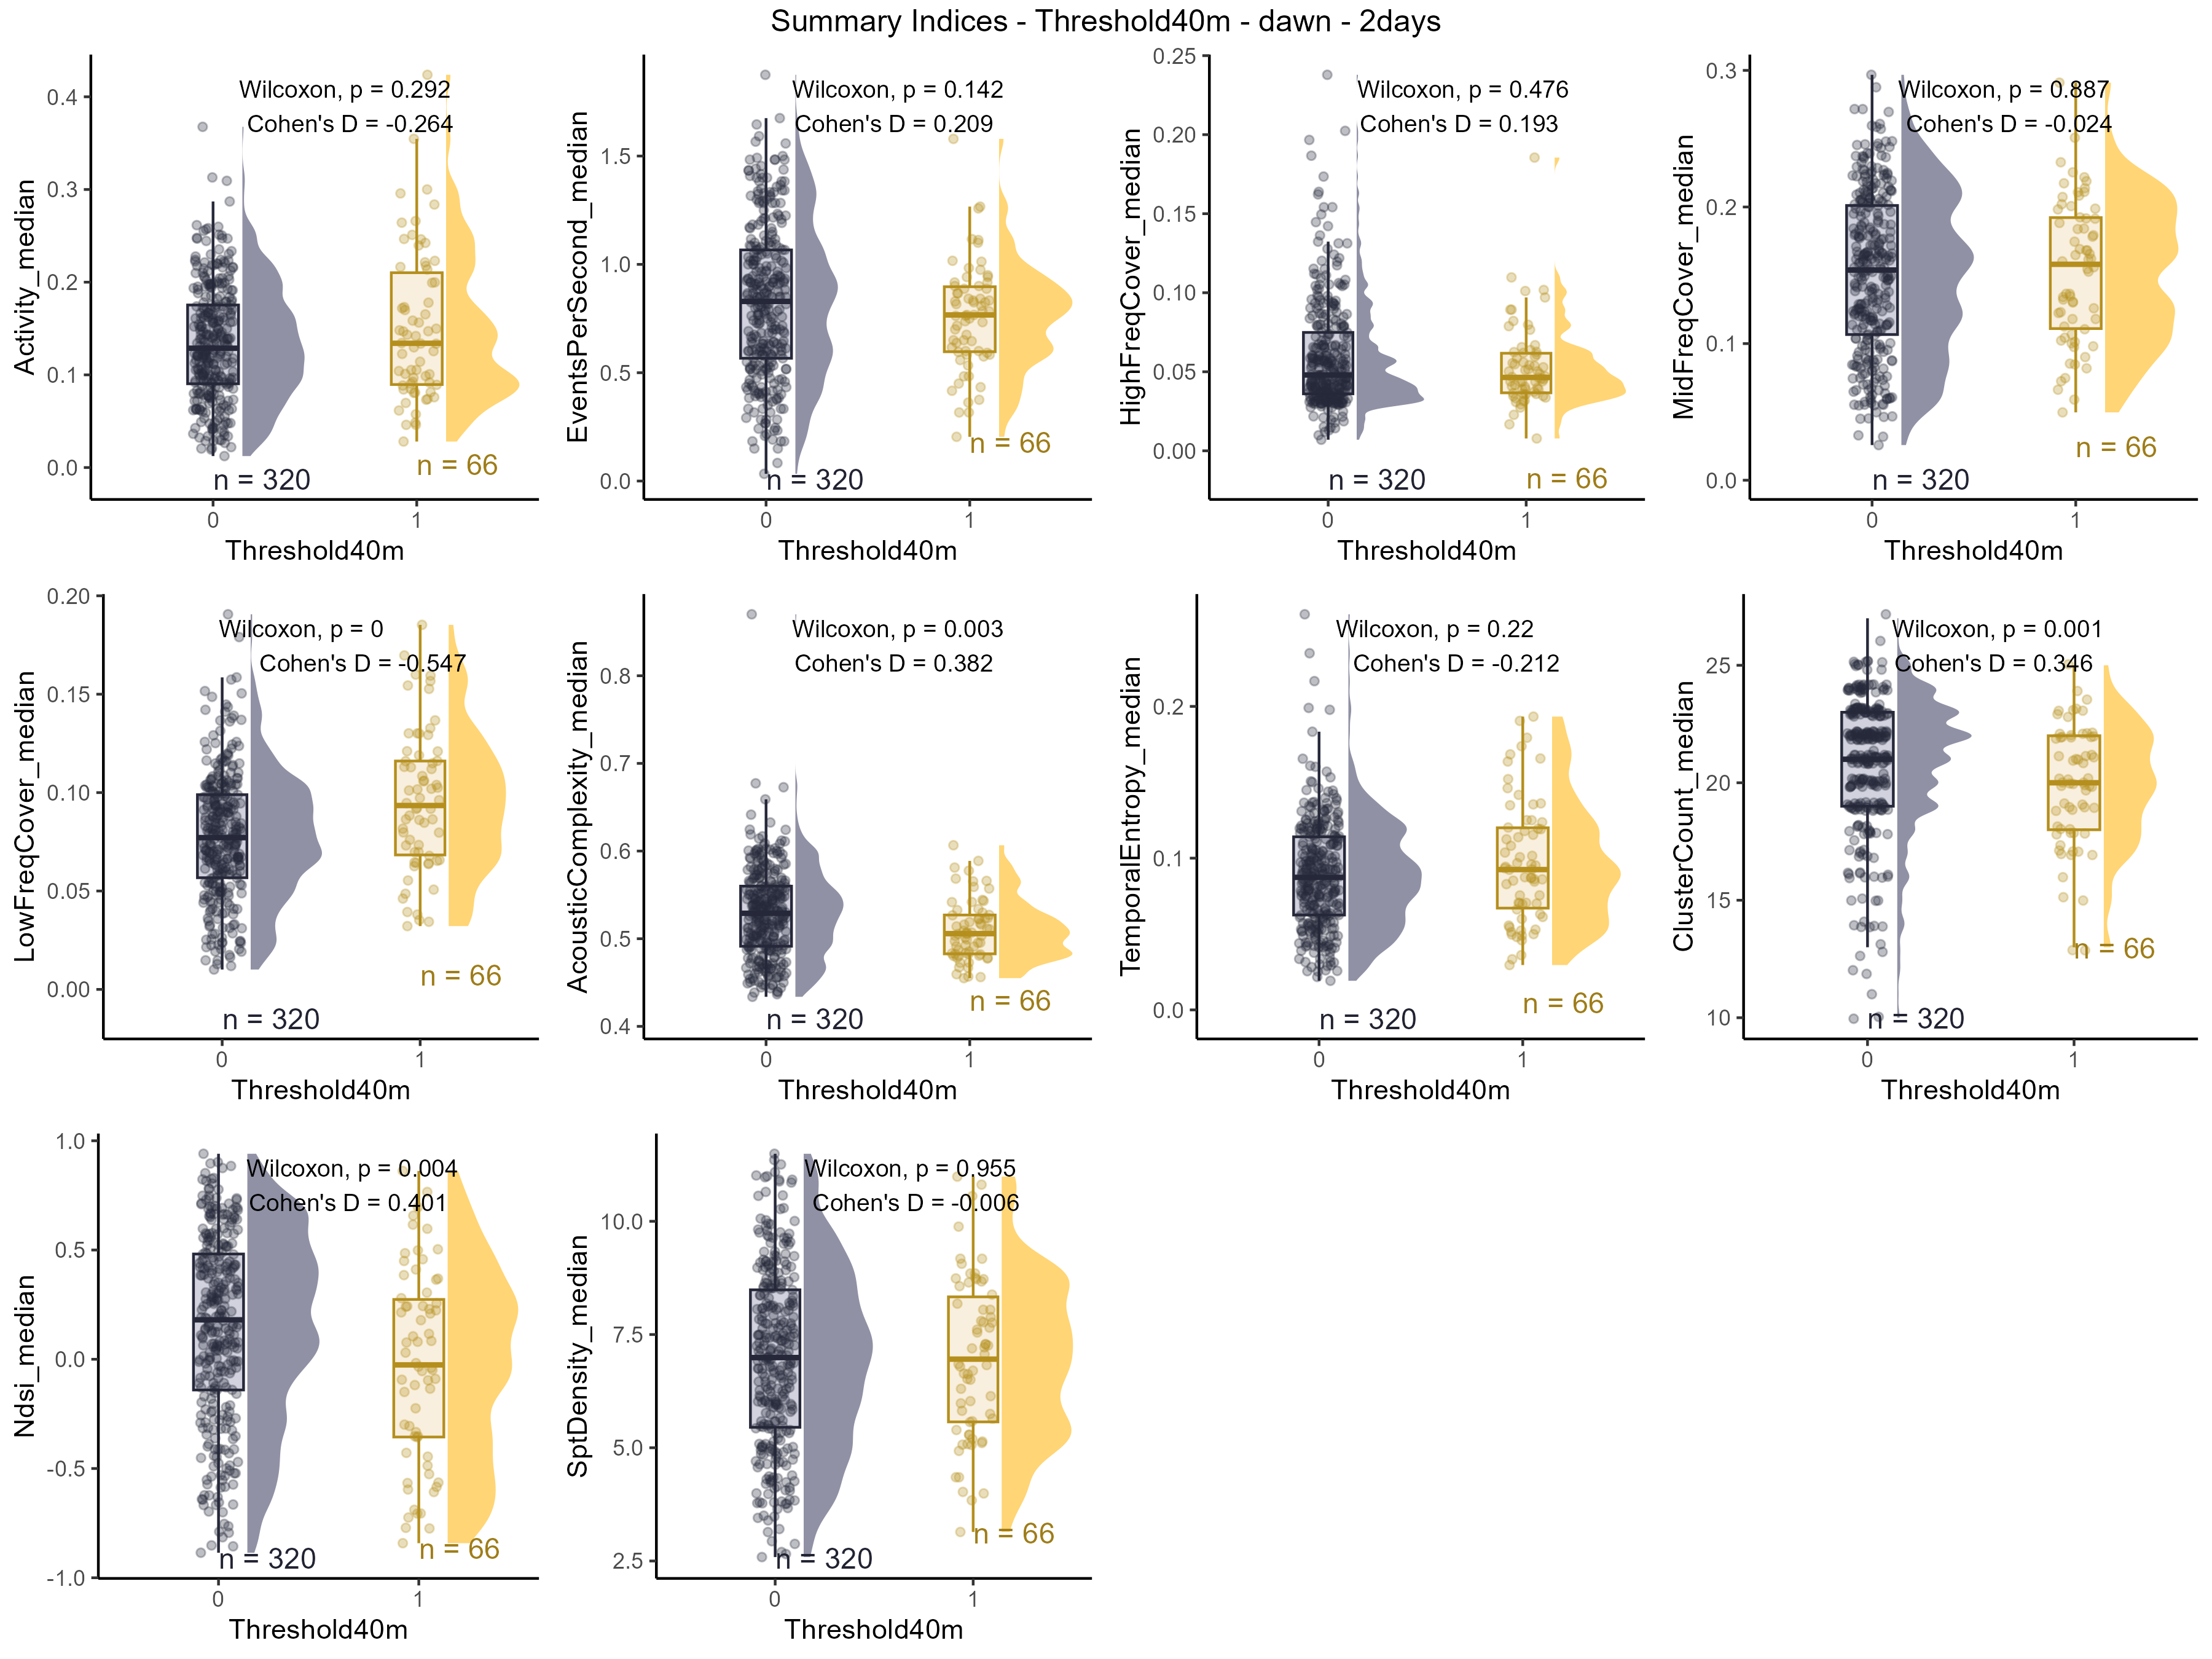 Summary Indices - Threshold40m - dawn - 2days
Activity_median
0.4
0.3
0.2
0.1
0.0
Wilcoxon, p = 0.292
Cohen's D = -0.264
n = 320
n = 66
0
1
Threshold40m
EventsPerSecond_median
1.5
1.0
0.5
0.0
Wilcoxon, p = 0.142
Cohen's D = 0.209
n = 320
n = 66
0
1
Threshold40m
HighFreqCover_median
0.25
0.20
0.15
0.10
0.05
0.00
Wilcoxon, p = 0.476
Cohen's D = 0.193
n = 320
n = 66
0
1
Threshold40m
MidFreqCover_median
0.3
0.2
0.1
0.0
Wilcoxon, p = 0.887
Cohen's D = -0.024
n = 320
n = 66
0
1
Threshold40m
LowFreqCover_median
0.20
0.15
0.10
0.05
0.00
Wilcoxon, p = 0
Cohen's D = -0.547
n = 320
n = 66
0
1
Threshold40m
AcousticComplexity_median
0.8
0.7
0.6
0.5
0.4
Wilcoxon, p = 0.003
Cohen's D = 0.382
n = 320
n = 66
0
1
Threshold40m
TemporalEntropy_median
0.2
0.1
0.0
Wilcoxon, p = 0.22
Cohen's D = -0.212
n = 320
n = 66
0
1
Threshold40m
ClusterCount_median
25
20
15
10
Wilcoxon, p = 0.001
Cohen's D = 0.346
n = 320
n = 66
0
1
Threshold40m
Ndsi_median
1.0
0.5
0.0
-0.5
-1.0
Wilcoxon, p = 0.004
Cohen's D = 0.401
n = 320
n = 66
0
1
Threshold40m
SptDensity_median
10.0
7.5
5.0
2.5
Wilcoxon, p = 0.955
Cohen's D = -0.006
n = 320
n = 66
0
1
Threshold40m